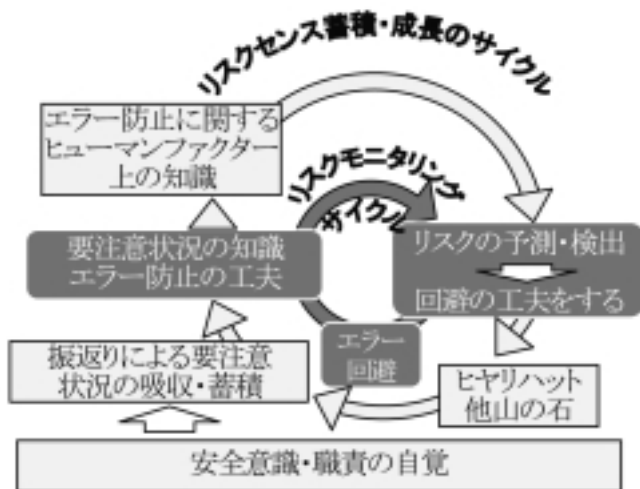 リスクセンス蓄積・成長のサイクル
エラー防止に関する
ヒューマンファクター
上の知識
リスクモニタリング
サイクル
要注意状況の知識
エラー防止の工夫
リスクの予測・検出
回避の工夫をする
エラー
回避
振返りによる要注意
状況の吸収・蓄積
ヒヤリハット
他山の石
安全意識・職責の自覚